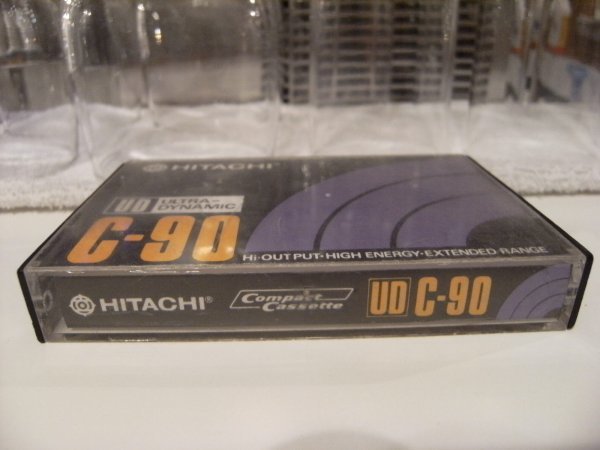 HITACHI
UD ULTRA-
DYNAMIC
C-90
Hi-OUTPUT·HIGH ENERGY·EXTENDED RANGE
HITACHI® Compact Cassette UD C-90